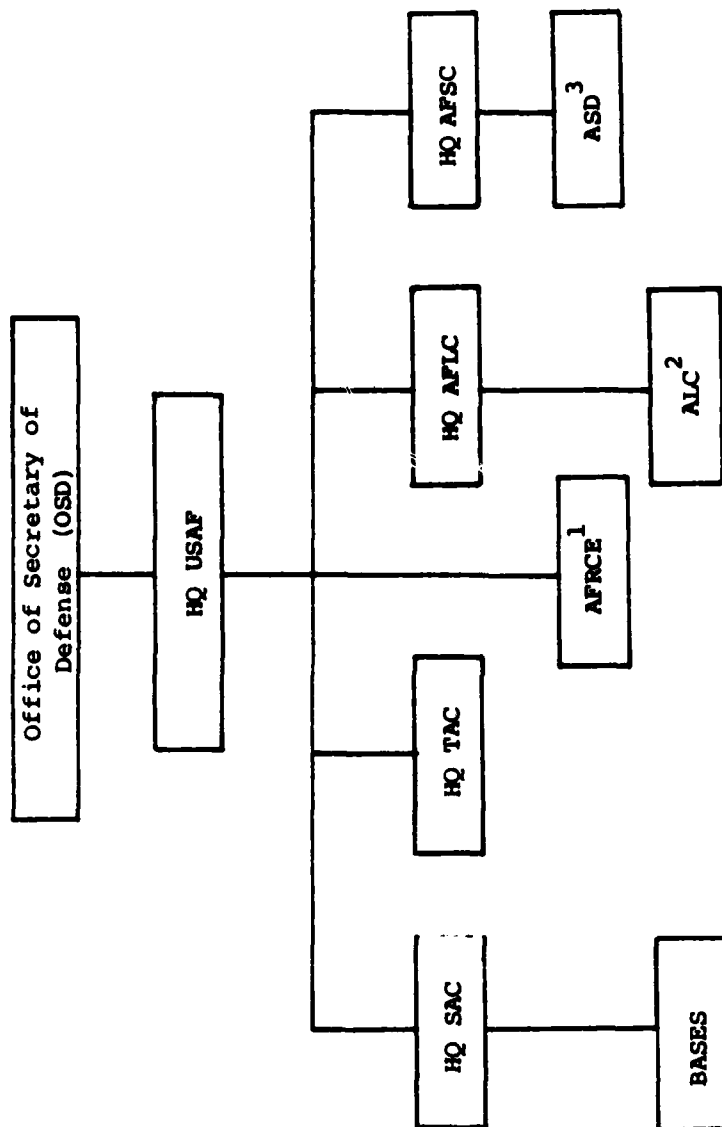 Office of Secretary of
Defense (OSD)
HQ USAF
HQ SAC
HQ TAC
HQ AFLC
HQ AFSC
AFRCE1
ASD3
BASES
ALC2